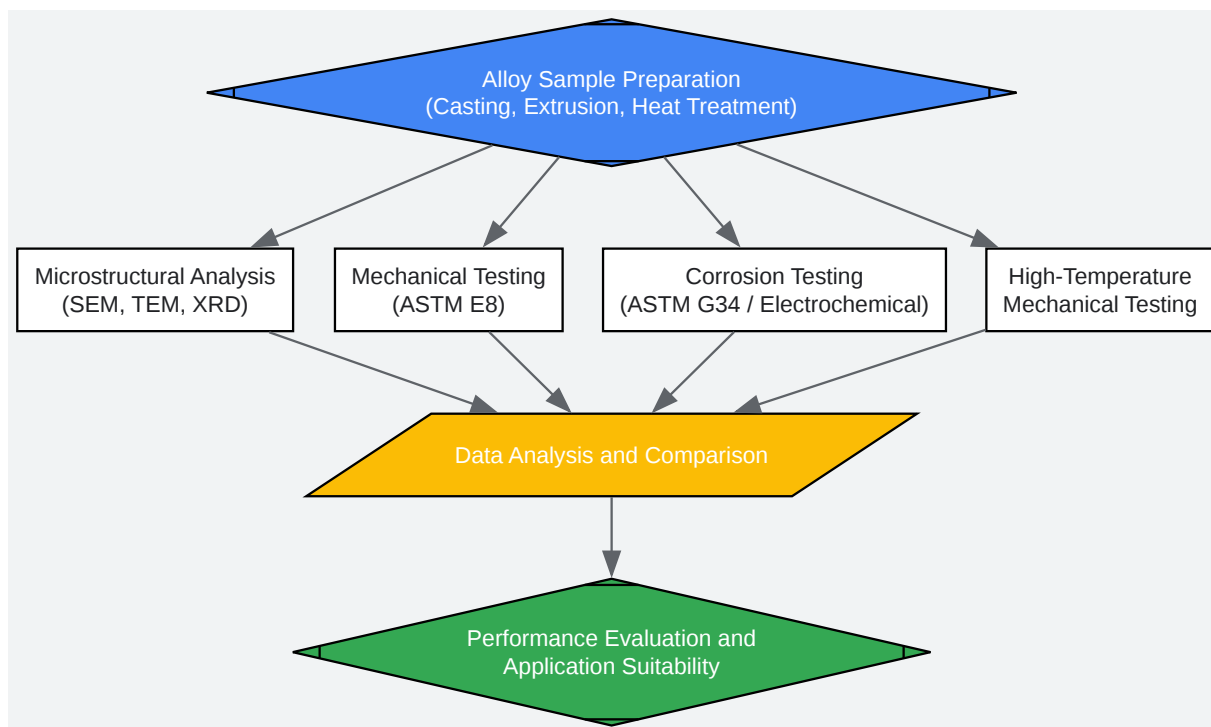 Alloy Sample Preparation
(Casting, Extrusion, Heat Treatment)
Microstructural Analysis
(SEM, TEM, XRD)
Mechanical Testing
(ASTM E8)
Corrosion Testing
(ASTM G34 / Electrochemical)
High-Temperature
Mechanical Testing
Data Analysis and Comparison
Performance Evaluation and
Application Suitability